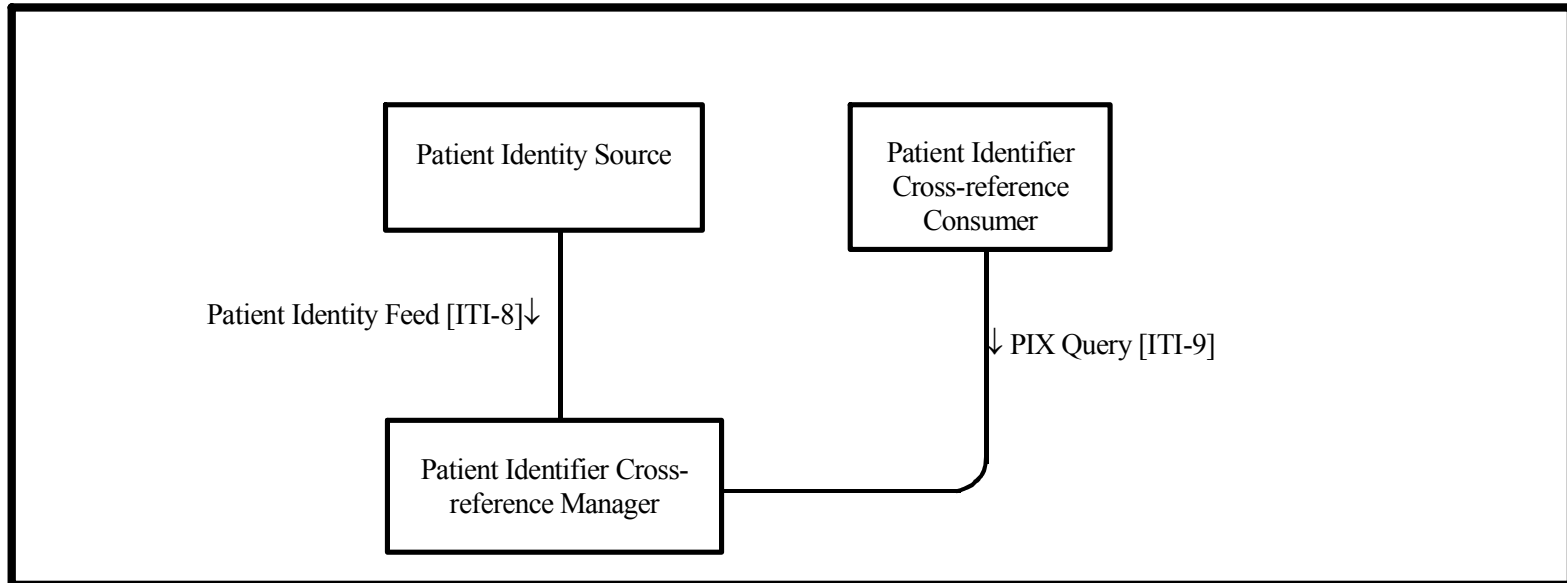 Patient Identity Source
Patient Identifier
Cross-reference
Consumer
Patient Identity Feed [ITI-8]↓
↓ PIX Query [ITI-9]
Patient Identifier Cross-
reference Manager